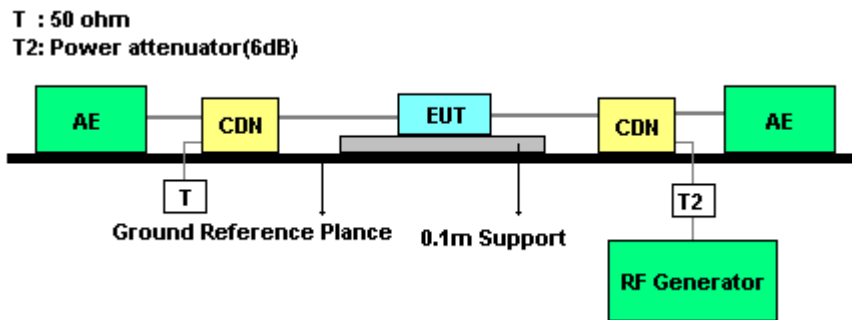 T : 50 ohm
T2: Power attenuator(6dB)
AE
CDN
EUT
CDN
AE
T
T2
Ground Reference Plance
0.1m Support
RF Generator